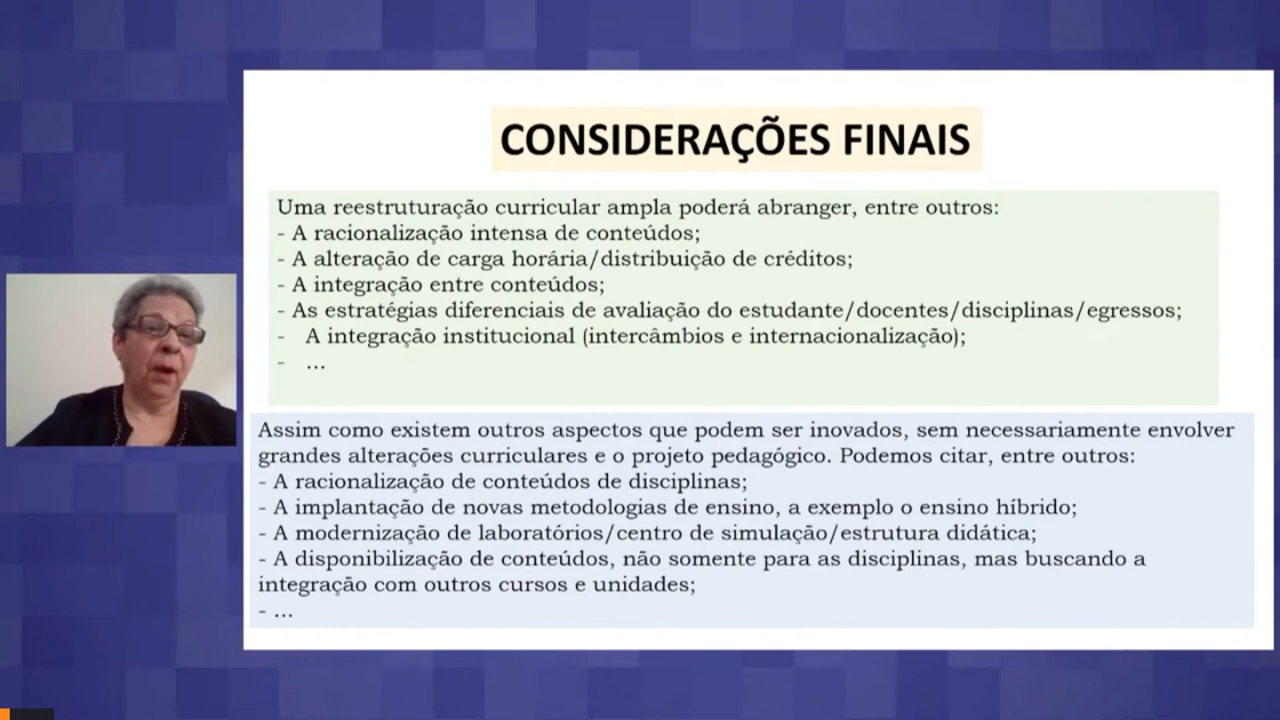 CONSIDERAÇÕES FINAIS
Uma reestruturação curricular ampla poderá abranger, entre outros:
- A racionalização intensa de conteúdos;
- A alteração de carga horária/distribuição de créditos;
- A integração entre conteúdos;
- As estratégias diferenciais de avaliação do estudante/docentes/disciplinas/egressos;
- A integração institucional (intercâmbios e internacionalização);
- ...
Assim como existem outros aspectos que podem ser inovados, sem necessariamente envolver
grandes alterações curriculares e o projeto pedagógico. Podemos citar, entre outros:
- A racionalização de conteúdos de disciplinas;
- A implantação de novas metodologias de ensino, a exemplo o ensino híbrido;
- A modernização de laboratórios/centro de simulação/estrutura didática;
- A disponibilização de conteúdos, não somente para as disciplinas, mas buscando a
integração com outros cursos e unidades;
- ...